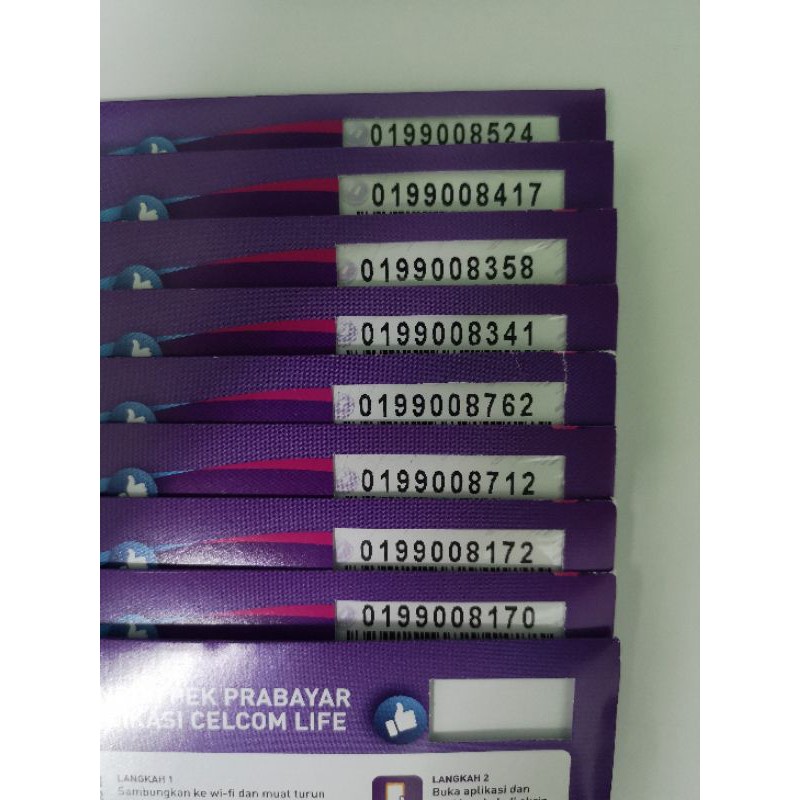 0199008524
0199008417
0199008358
0199008341
0199008762
0199008712
0199008172
0199008170
PEK PRABAYAR
IKASI CELCOM LIFE
LANGKAH 1
Sambungkan ke wi-fi dan muat turun
LANGKAH 2
Buka aplikasi dan